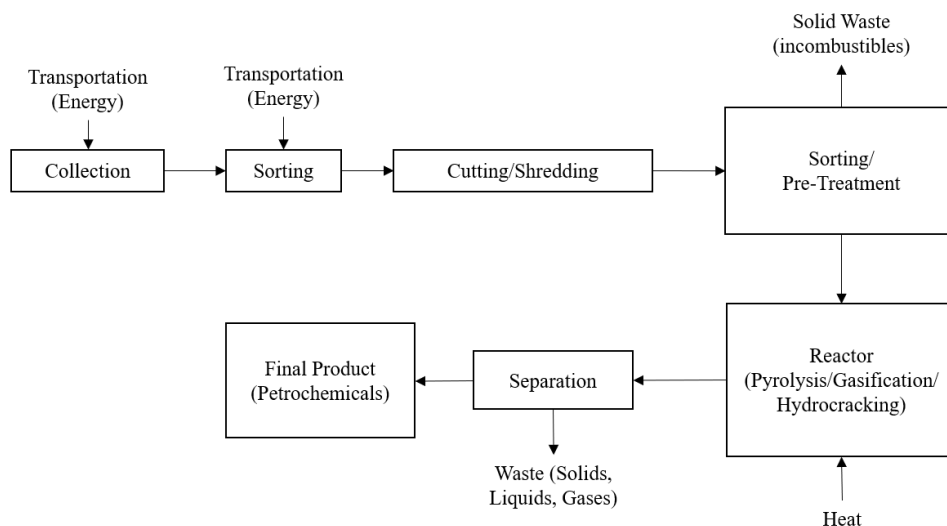 Solid Waste
(incombustibles)
Transportation
(Energy)
Transportation
(Energy)
Collection
Sorting
Cutting/Shredding
Sorting/
Pre-Treatment
Final Product
(Petrochemicals)
Separation
Reactor
(Pyrolysis/Gasification/
Hydrocracking)
Waste (Solids,
Liquids, Gases)
Heat